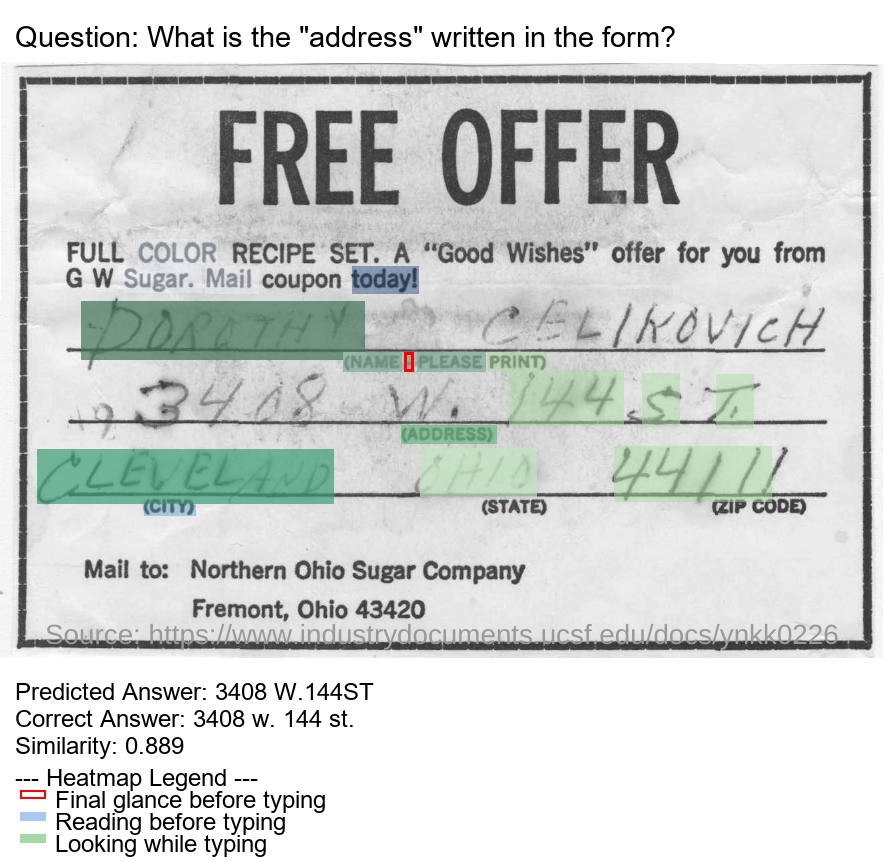 Question: What is the "address" written in the form?
FREE OFFER
FULL COLOR RECIPE SET. A “Good Wishes” offer for you from
G W Sugar. Mail coupon today!
DOROTHY CELIKOVICH
(NAME - PLEASE PRINT)
3408 W. 144 ST.
(ADDRESS)
CLEVELAND OHIO 44111
(CITY) (STATE) (ZIP CODE)
Mail to: Northern Ohio Sugar Company
Fremont, Ohio 43420
Source: https://www.industrydocuments.ucsf.edu/docs/ynkk0226
Predicted Answer: 3408 W.144ST
Correct Answer: 3408 w. 144 st.
Similarity: 0.889
--- Heatmap Legend ---
Final glance before typing
Reading before typing
Looking while typing